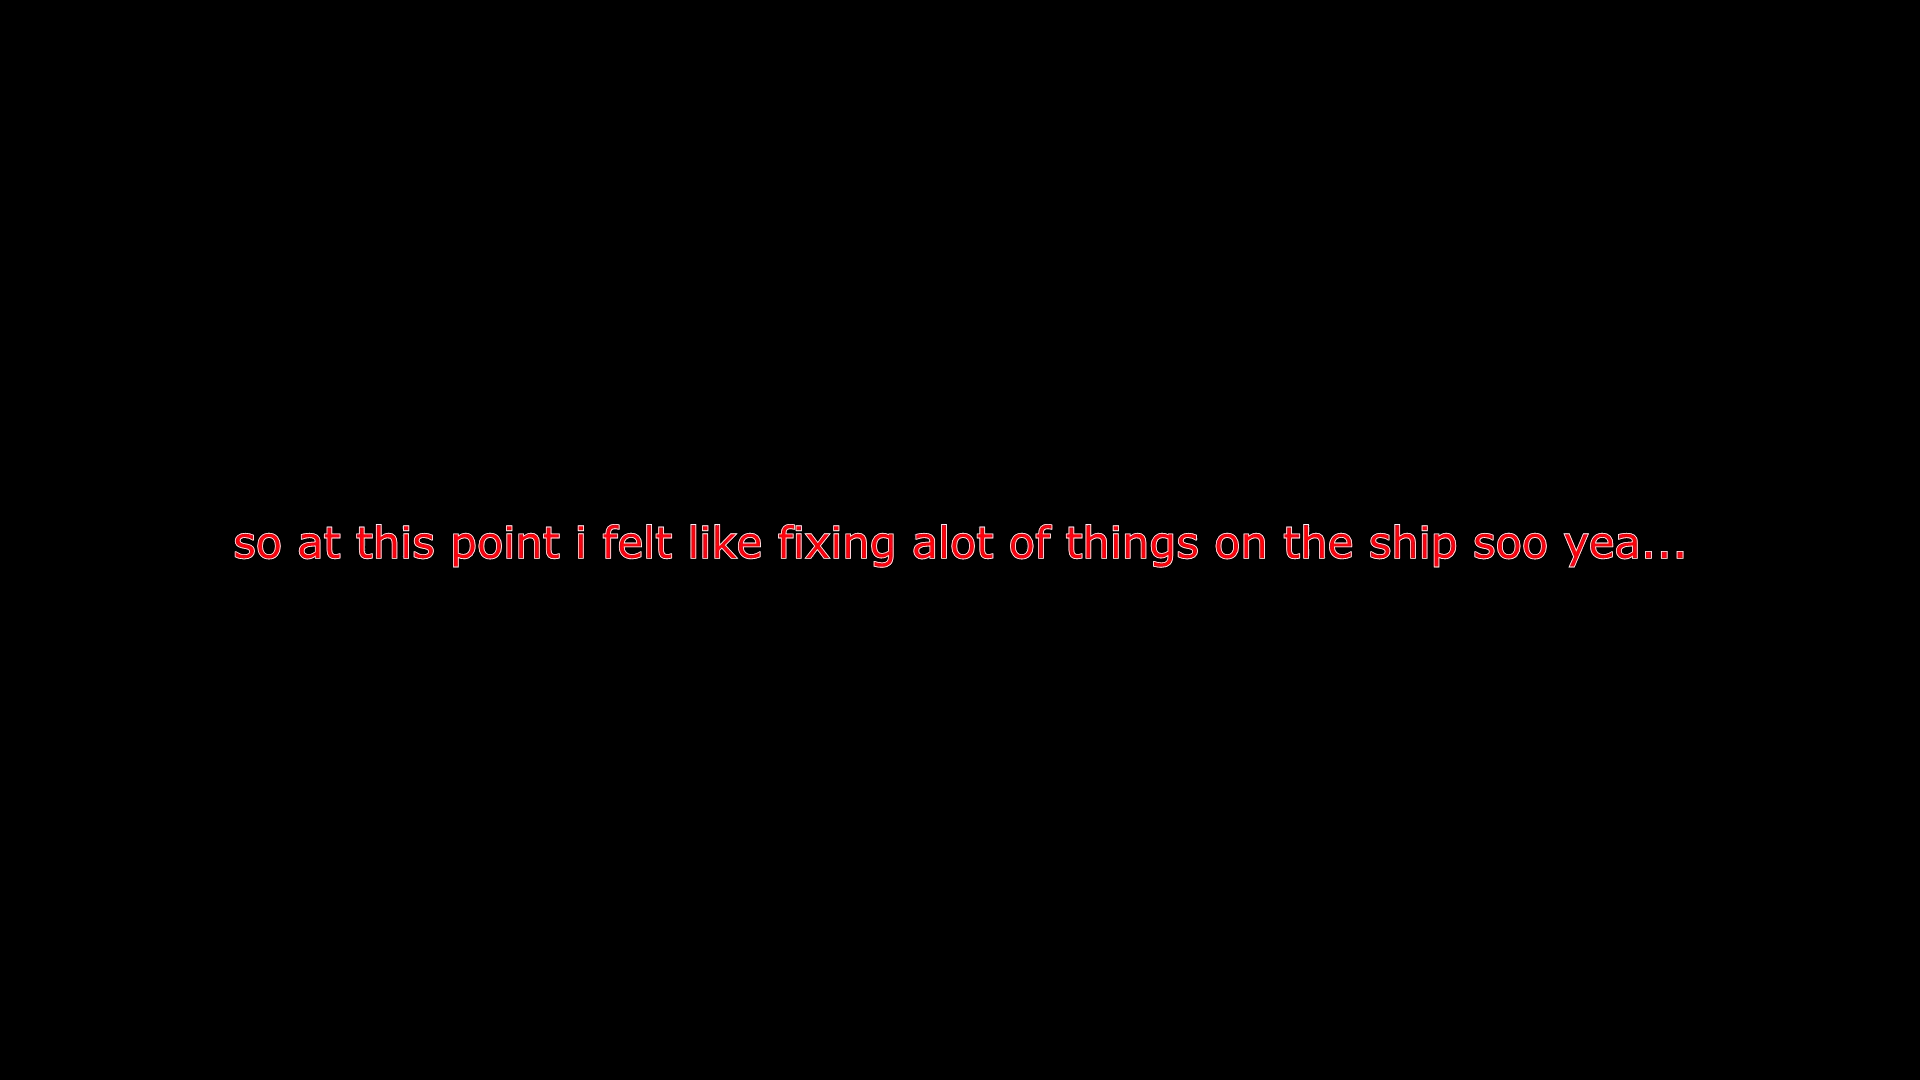 so at this point i felt like fixing alot of things on the ship soo yea...